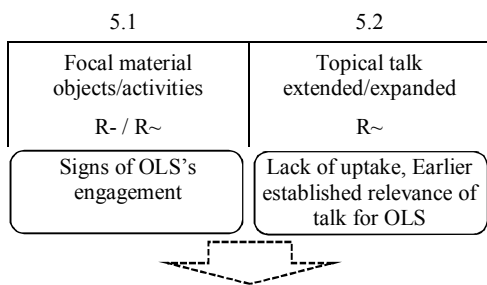 5.1
5.2
Focal material
objects/activities
R- / R~
Signs of OLS's
engagement
Topical talk
extended/expanded
R~
Lack of uptake, Earlier
established relevance of
talk for OLS